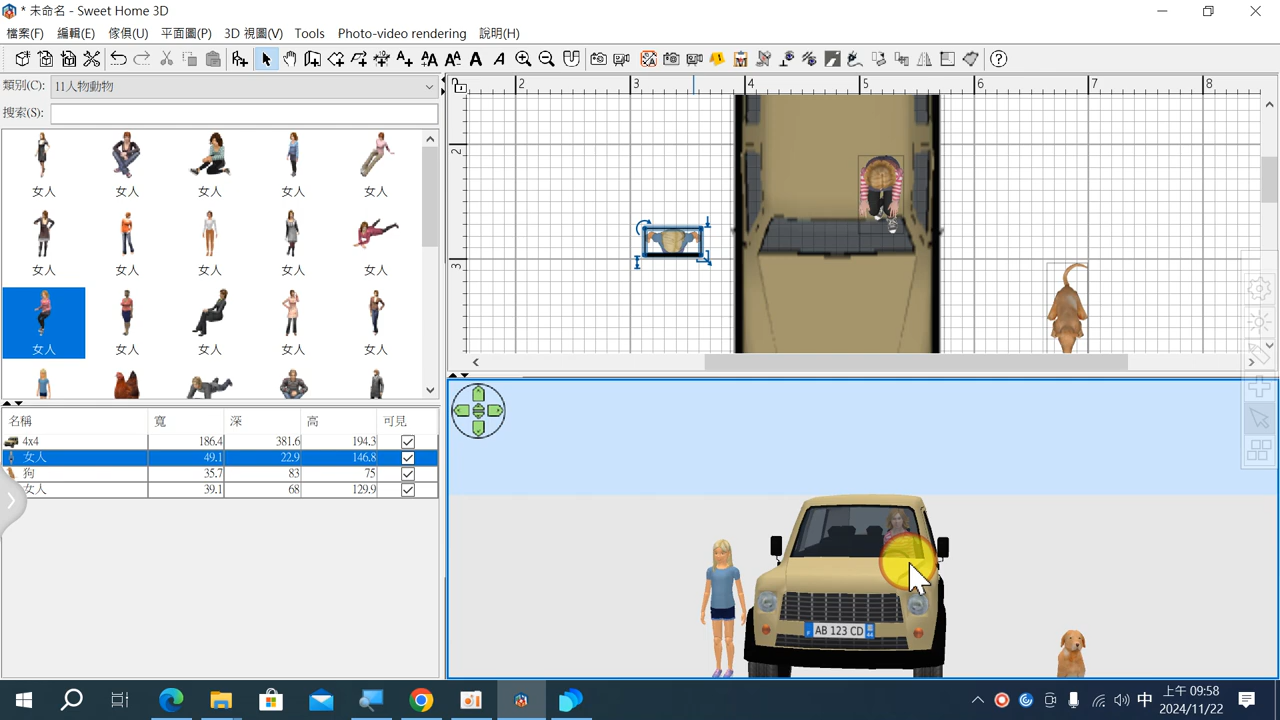 * 未命名 - Sweet Home 3D
檔案(F) 編輯(E) 傢俱(U) 平面圖(P) 3D 視圖(V) Tools Photo-video rendering 說明(H)
類別(C): 11人物動物
搜索(S):
女人 女人 女人 女人 女人
女人 女人 女人 女人 女人
女人 女人 女人 女人 女人
名稱 寬 深 高 可見
4x4 186.4 381.6 194.3
女人 49.1 22.9 146.8
狗 35.7 83 75
女人 39.1 68 129.9
2 3 4 5 6 7 8
2
3
AB 123 CD
中
上午 09:58
2024/11/22